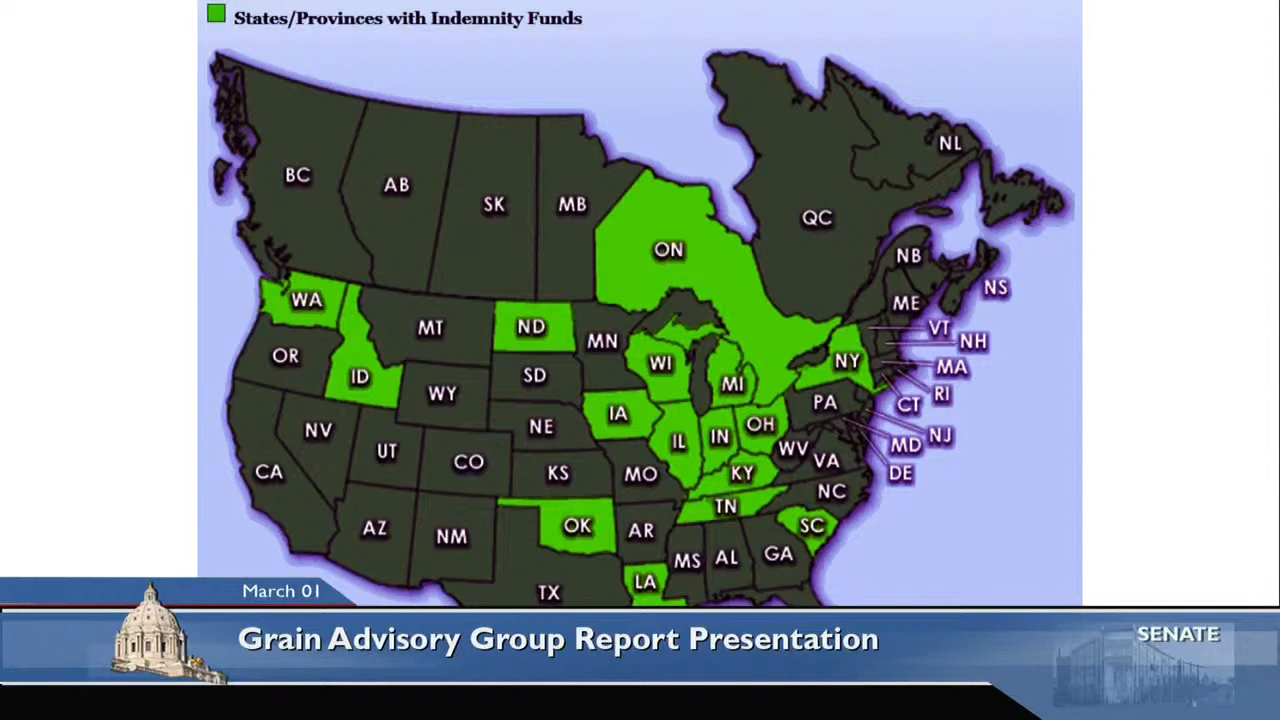 States/Provinces with Indemnity Funds
NL
BC
AB
SK
MB
QC
ON
NB
NS
WA
ME
MT
ND
MN
VT
NH
OR
ID
WY
SD
WI
MI
NY
MA
RI
CT
PA
NV
UT
CO
NE
IA
IL
IN
OH
WV
VA
MD
NJ
DE
CA
KS
MO
KY
NC
AZ
NM
OK
AR
TN
SC
MS
AL
GA
TX
LA
March 01
Grain Advisory Group Report Presentation
SENATE